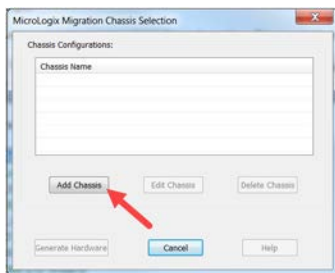 MicroLogix Migration Chassis Selection
Chassis Configurations:
Chassis Name
Add Chassis Edit Chassis Delete Chassis
Generate Hardware Cancel Help